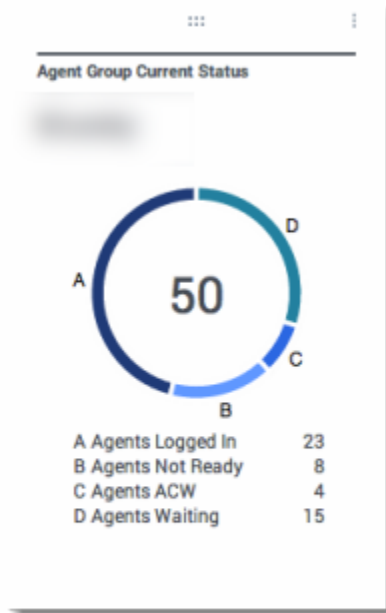 Agent Group Current Status
D
A
50
C
B
A Agents Logged In 23
B Agents Not Ready 8
C Agents ACW 4
D Agents Waiting 15